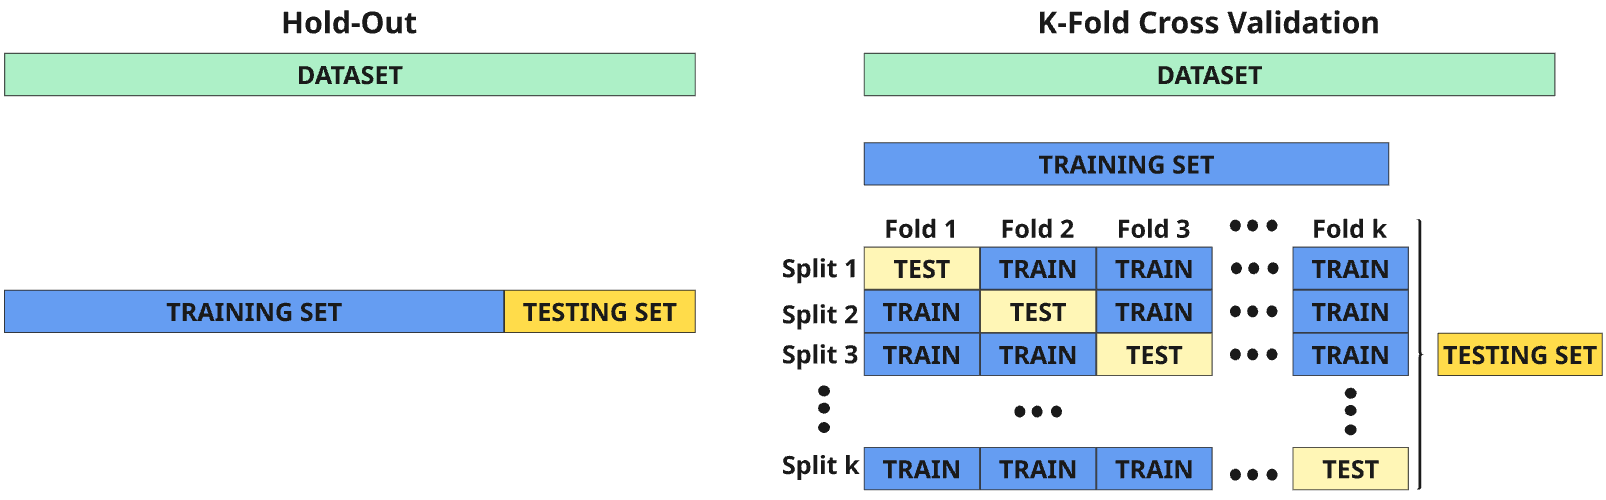 Hold-Out
DATASET
TRAINING SET TESTING SET
K-Fold Cross Validation
DATASET
TRAINING SET
Fold 1 Fold 2 Fold 3 ••• Fold k
Split 1 TEST TRAIN TRAIN ••• TRAIN
Split 2 TRAIN TEST TRAIN ••• TRAIN
Split 3 TRAIN TRAIN TEST ••• TRAIN
TESTING SET
Split k TRAIN TRAIN TRAIN ••• TEST